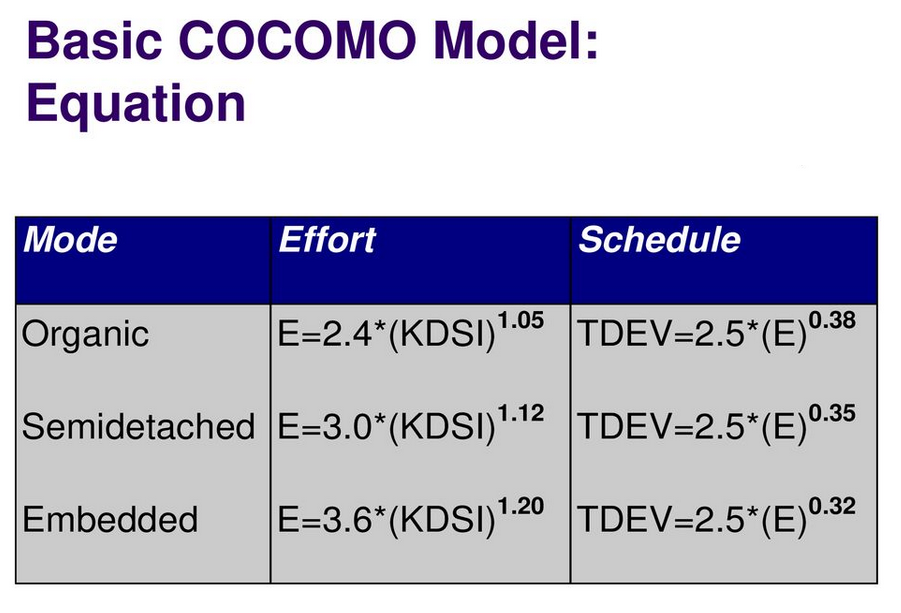 Basic COCOMO Model:
Equation
Mode Effort Schedule
Organic E=2.4*(KDSI)^1.05 TDEV=2.5*(E)^0.38
Semidetached E=3.0*(KDSI)^1.12 TDEV=2.5*(E)^0.35
Embedded E=3.6*(KDSI)^1.20 TDEV=2.5*(E)^0.32